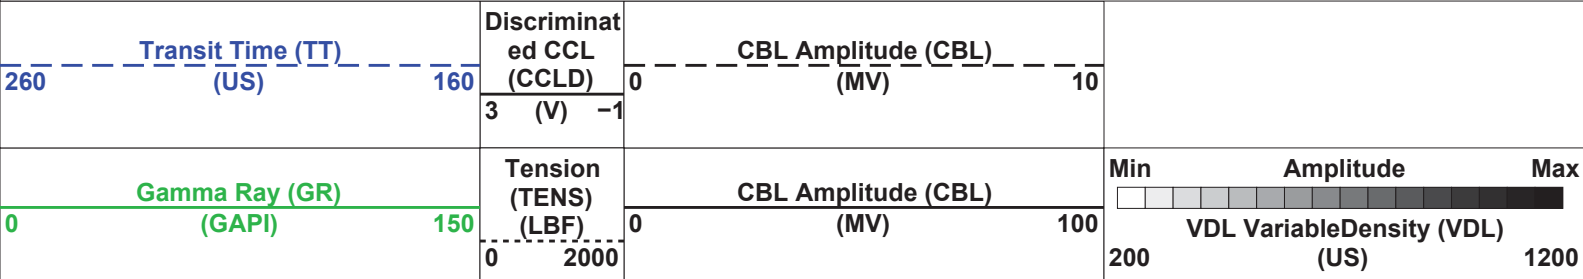 Transit Time (TT)
260 (US) 160
Discriminat
ed CCL
(CCLD)
3 (V) −1
CBL Amplitude (CBL)
0 (MV) 10
Gamma Ray (GR)
0 (GAPI) 150
Tension
(TENS)
(LBF)
0 2000
CBL Amplitude (CBL)
0 (MV) 100
Min Amplitude Max
VDL VariableDensity (VDL)
200 (US) 1200